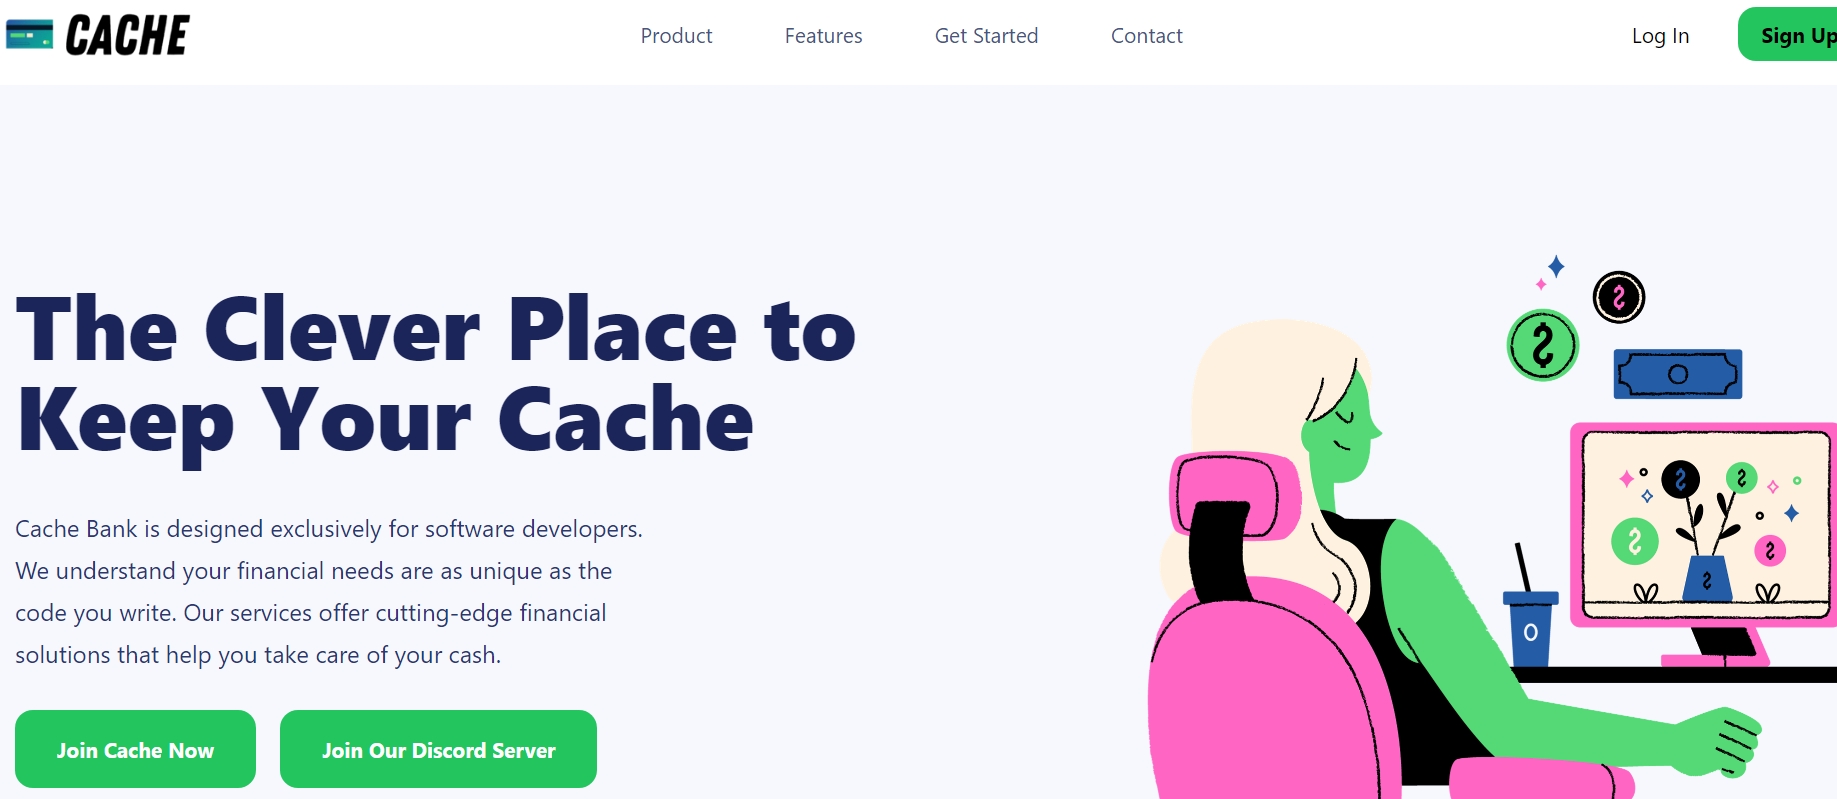 CACHE
Product
Features
Get Started
Contact
Log In
Sign Up
The Clever Place to
Keep Your Cache
Cache Bank is designed exclusively for software developers.
We understand your financial needs are as unique as the
code you write. Our services offer cutting-edge financial
solutions that help you take care of your cash.
Join Cache Now
Join Our Discord Server